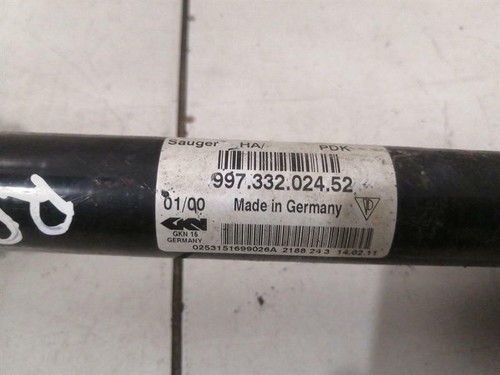 Sauger HA/ PDK
997.332.024.52
01/00 Made in Germany
GKN
GKN 15
GERMANY
0253151699026A 2188 24 3 14.02.11